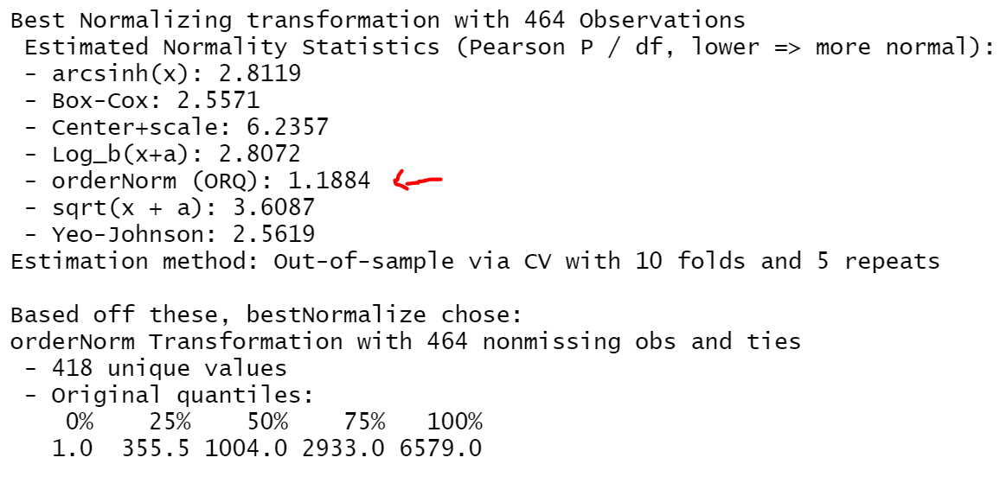 Best Normalizing transformation with 464 Observations
Estimated Normality Statistics (Pearson P / df, lower => more normal):
- arcsinh(x): 2.8119
- Box-Cox: 2.5571
- Center+scale: 6.2357
- Log_b(x+a): 2.8072
- orderNorm (ORQ): 1.1884
- sqrt(x + a): 3.6087
- Yeo-Johnson: 2.5619
Estimation method: Out-of-sample via CV with 10 folds and 5 repeats
Based off these, bestNormalize chose:
orderNorm Transformation with 464 nonmissing obs and ties
- 418 unique values
- Original quantiles:
0% 25% 50% 75% 100%
1.0 355.5 1004.0 2933.0 6579.0